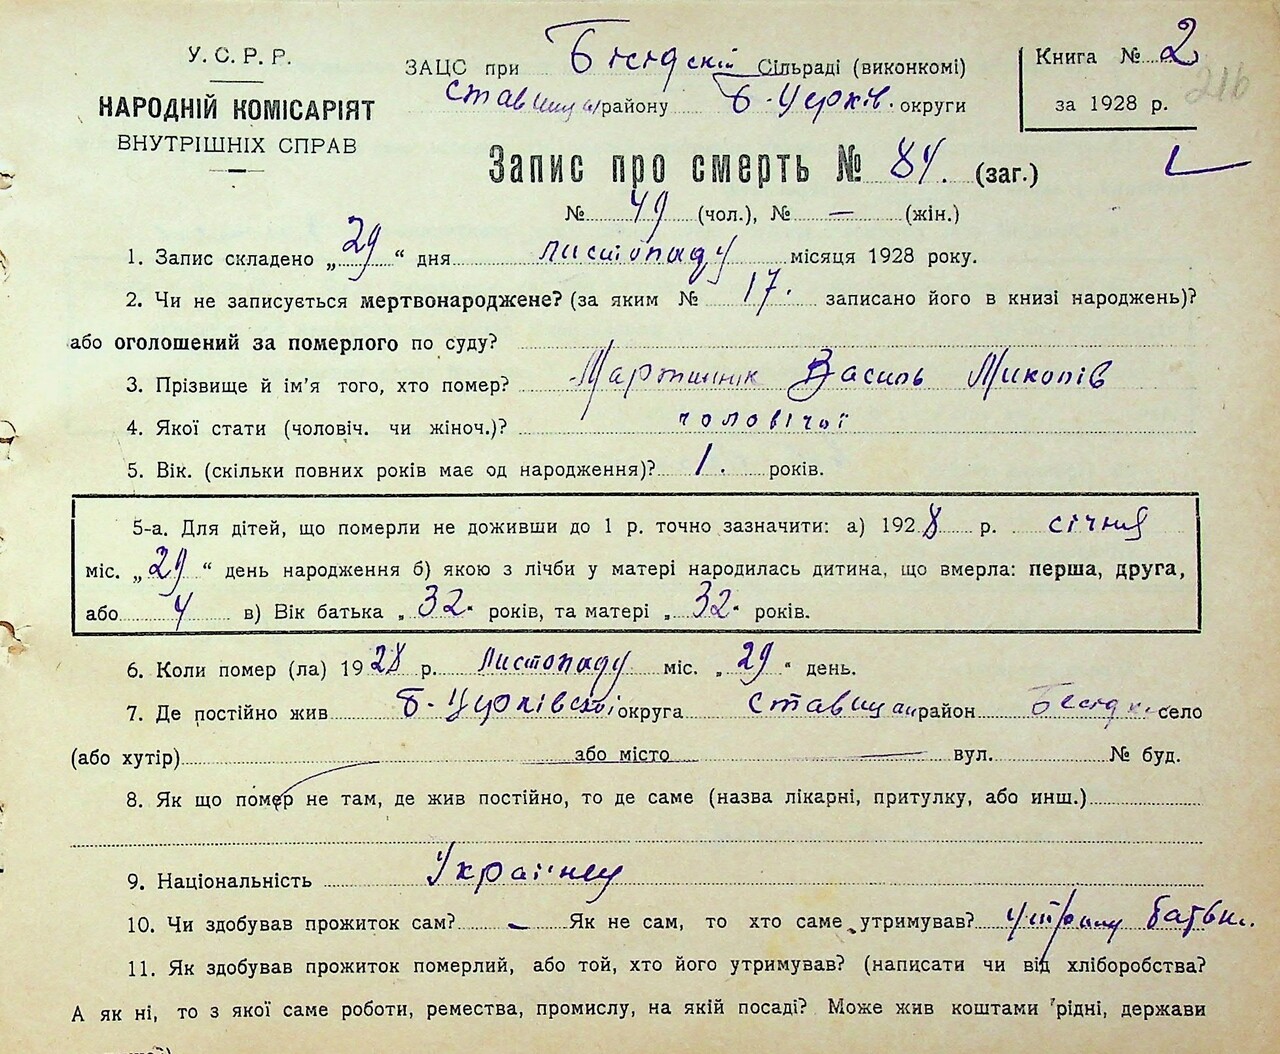 У. С. Р. Р.
НАРОДНІЙ КОМІСАРІЯТ
ВНУТРІШНІХ СПРАВ
ЗАЦС при Бесідскій Сільраді (виконкомі)
району Б. Церків. округи
Книга № 2
за 1928 р.
216
Запис про смерть № 84. (заг.)
№ 49 (чол.), № — (жін.)
1. Запис складено „29“ дня листопаду місяця 1928 року.
2. Чи не записується мертвонароджене? (за яким № 17. записано його в книзі народжень)?
або оголошений за померлого по суду?
3. Прізвище й ім'я того, хто помер? Мартинюк Василь Миколів
4. Якої стати (чоловіч. чи жіноч.)? чоловічої
5. Вік. (скільки повних років має од народження)? 1. років.
5-а. Для дітей, що померли не доживши до 1 р. точно зазначити: а) 1928 р. січня
міс. „29“ день народження б) якою з лічби у матері народилась дитина, що вмерла: перша, друга,
або 4 в) Вік батька „32“ років, та матері „32“ років.
6. Коли помер (ла) 1928 р. листопаду міс. „29“ день.
7. Де постійно жив Б-Церківської округа район село
(або хутір) або місто вул. № буд.
8. Як що помер не там, де жив постійно, то де саме (назва лікарні, притулку, або инш.)
9. Національність Українец
10. Чи здобував прожиток сам? — Як не сам, то хто саме утримував? батьк.
11. Як здобував прожиток померлий, або той, хто його утримував? (написати чи від хліборобства?
А як ні, то з якої саме роботи, ремества, промислу, на якій посаді? Може жив коштами рідні, держави